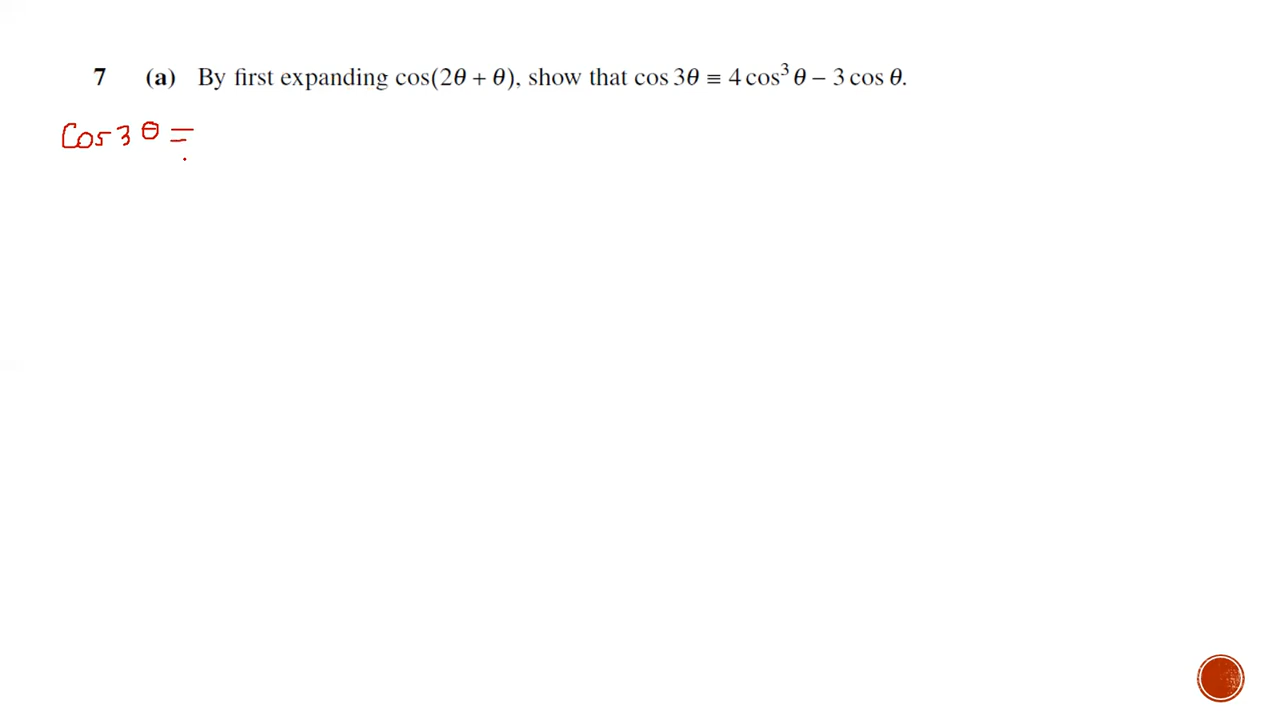 7 (a) By first expanding cos(2θ + θ), show that cos 3θ ≡ 4 cos³ θ − 3 cos θ.
Cos 3 θ =